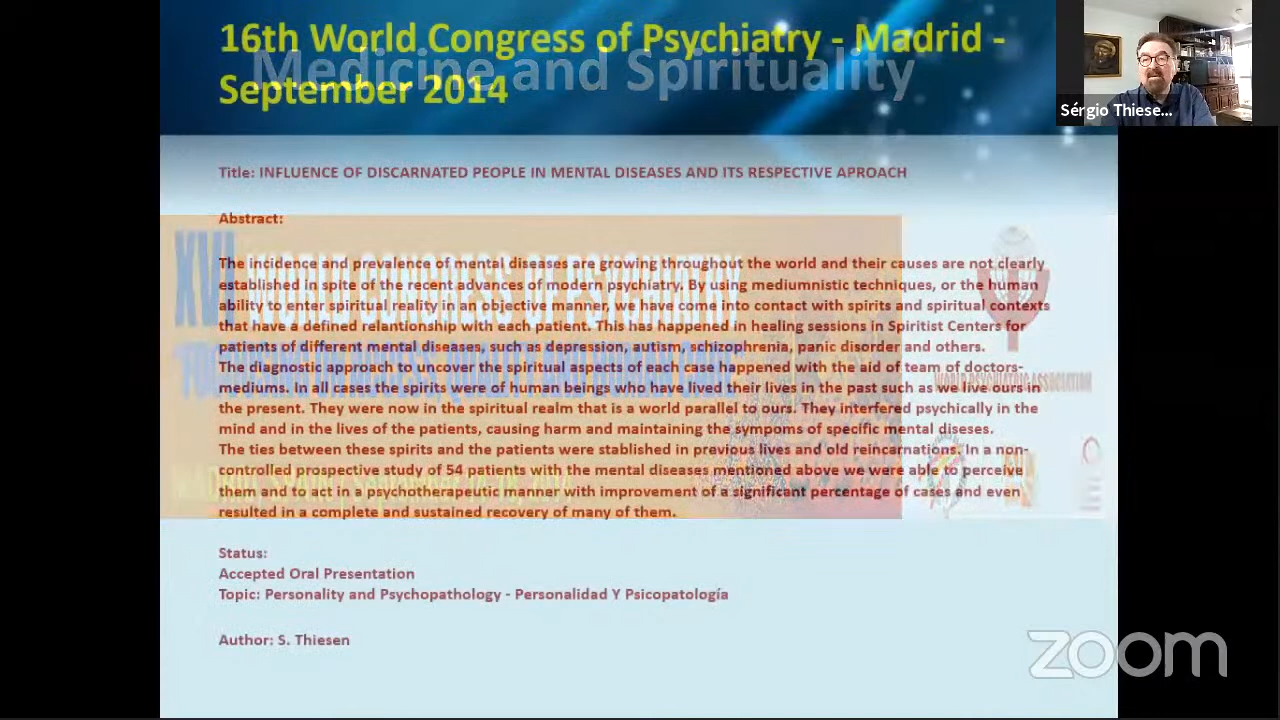 16th World Congress of Psychiatry - Madrid -
September 2014
Medicine and Spirituality
Sérgio Thiese...
Title: INFLUENCE OF DISCARNATED PEOPLE IN MENTAL DISEASES AND ITS RESPECTIVE APROACH
Abstract:
The incidence and prevalence of mental diseases are growing throughout the world and their causes are not clearly
established in spite of the recent advances of modern psychiatry. By using mediumnistic techniques, or the human
ability to enter spiritual reality in an objective manner, we have come into contact with spirits and spiritual contexts
that have a defined relantionship with each patient. This has happened in healing sessions in Spiritist Centers for
patients of different mental diseases, such as depression, autism, schizophrenia, panic disorder and others.
The diagnostic approach to uncover the spiritual aspects of each case happened with the aid of team of doctors-
mediums. In all cases the spirits were of human beings who have lived their lives in the past such as we live ours in
the present. They were now in the spiritual realm that is a world parallel to ours. They interfered psychically in the
mind and in the lives of the patients, causing harm and maintaining the sympoms of specific mental diseses.
The ties between these spirits and the patients were stablished in previous lives and old reincarnations. In a non-
controlled prospective study of 54 patients with the mental diseases mentioned above we were able to perceive
them and to act in a psychotherapeutic manner with improvement of a significant percentage of cases and even
resulted in a complete and sustained recovery of many of them.
XVI WORLD CONGRESS OF PSYCHIATRY
WORLD PSYCHIATRIC ASSOCIATION
Status:
Accepted Oral Presentation
Topic: Personality and Psychopathology - Personalidad Y Psicopatología
Author: S. Thiesen
zoom